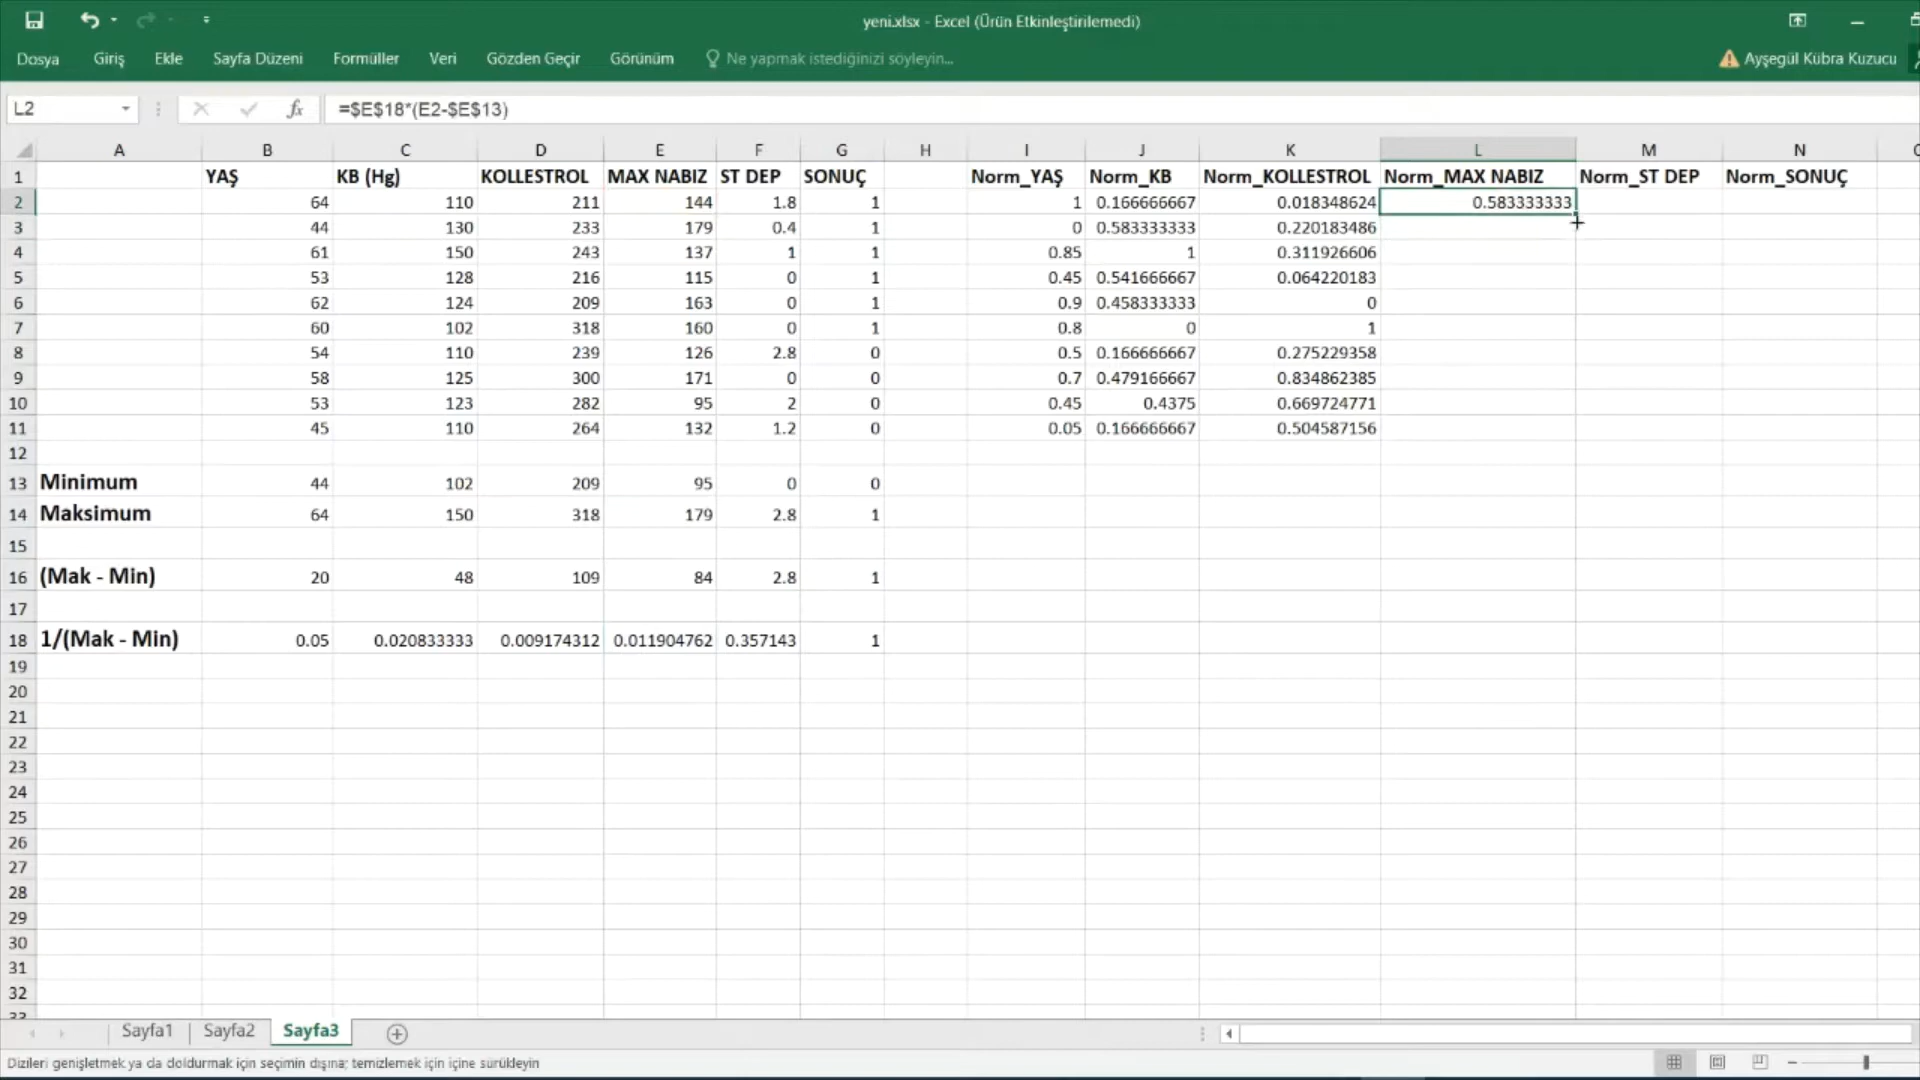 yeni.xlsx - Excel (Ürün Etkinleştirilemedi)
Dosya Giriş Ekle Sayfa Düzeni Formüller Veri Gözden Geçir Görünüm Ne yapmak istediğinizi söyleyin... Ayşegül Kübra Kuzucu
L2 fx =$E$18*(E2-$E$13)
A B C D E F G H I J K L M N
1 YAŞ KB (Hg) KOLLESTROL MAX NABIZ ST DEP SONUÇ Norm_YAŞ Norm_KB Norm_KOLLESTROL Norm_MAX NABIZ Norm_ST DEP Norm_SONUÇ
2 64 110 211 144 1.8 1 1 0.166666667 0.018348624 0.583333333
3 44 130 233 179 0.4 1 0 0.583333333 0.220183486
4 61 150 243 137 1 1 0.85 1 0.311926606
5 53 128 216 115 0 1 0.45 0.541666667 0.064220183
6 62 124 209 163 0 1 0.9 0.458333333 0
7 60 102 318 160 0 1 0.8 0 1
8 54 110 239 126 2.8 0 0.5 0.166666667 0.275229358
9 58 125 300 171 0 0 0.7 0.479166667 0.834862385
10 53 123 282 95 2 0 0.45 0.4375 0.669724771
11 45 110 264 132 1.2 0 0.05 0.166666667 0.504587156
12
13 Minimum 44 102 209 95 0 0
14 Maksimum 64 150 318 179 2.8 1
15
16 (Mak - Min) 20 48 109 84 2.8 1
17
18 1/(Mak - Min) 0.05 0.020833333 0.009174312 0.011904762 0.357143 1
19
20
21
22
23
24
25
26
27
28
29
30
31
32
33
Sayfa1 Sayfa2 Sayfa3
Dizileri genişletmek ya da doldurmak için seçimin dışına; temizlemek için içine sürükleyin